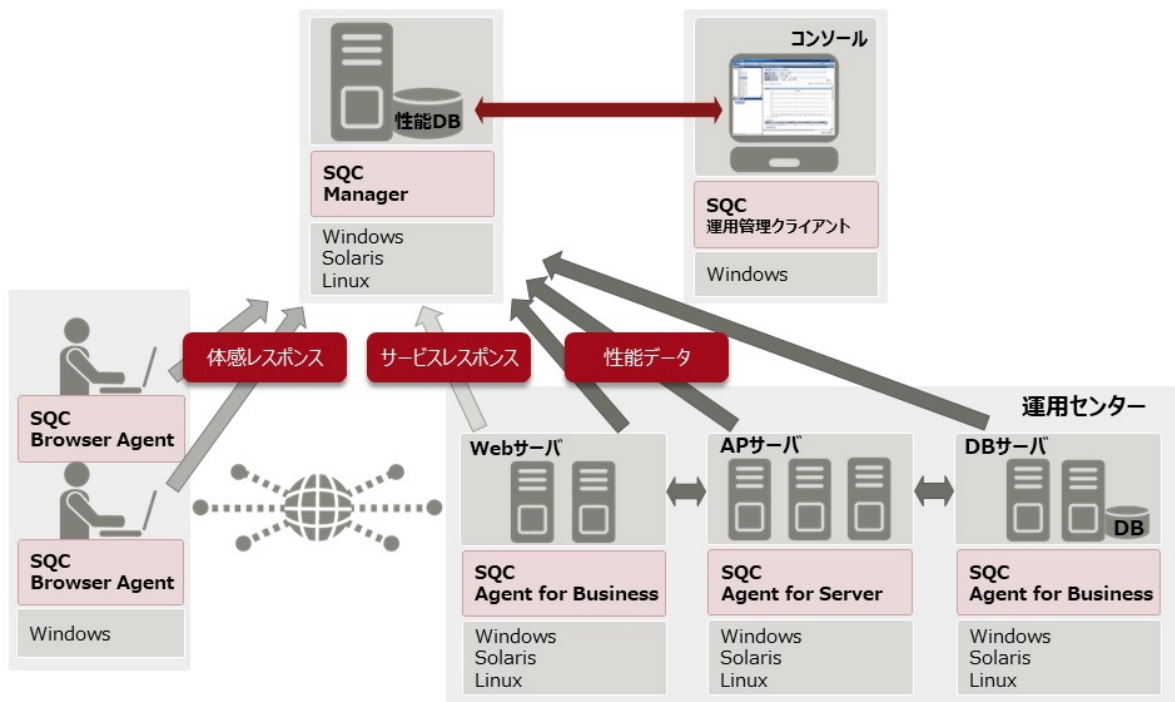 性能DB
SQC
Manager
Windows
Solaris
Linux
コンソール
SQC
運用管理クライアント
Windows
体感レスポンス
サービスレスポンス
性能データ
SQC
Browser Agent
SQC
Browser Agent
Windows
運用センター
Webサーバ
SQC
Agent for Business
Windows
Solaris
Linux
APサーバ
SQC
Agent for Server
Windows
Solaris
Linux
DBサーバ
DB
SQC
Agent for Business
Windows
Solaris
Linux